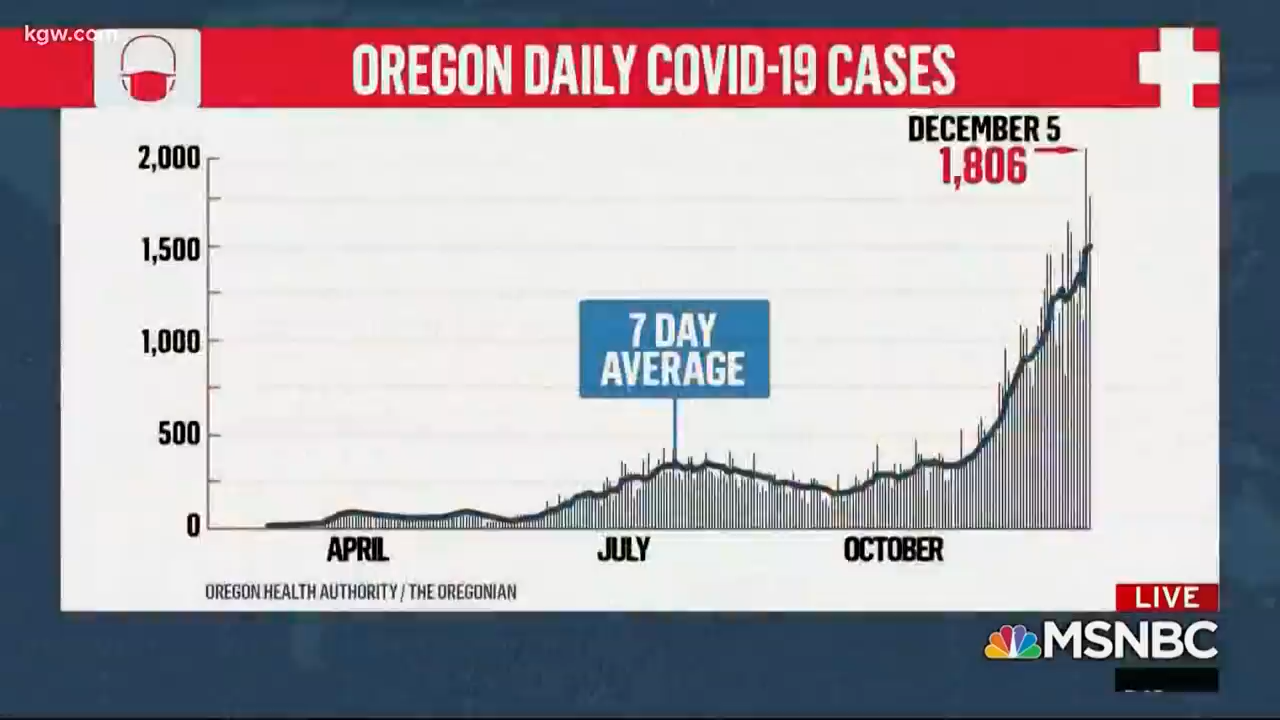 kgw.com
OREGON DAILY COVID-19 CASES
DECEMBER 5
1,806
2,000
1,500
1,000
500
0
7 DAY
AVERAGE
APRIL
JULY
OCTOBER
OREGON HEALTH AUTHORITY / THE OREGONIAN
LIVE
MSNBC